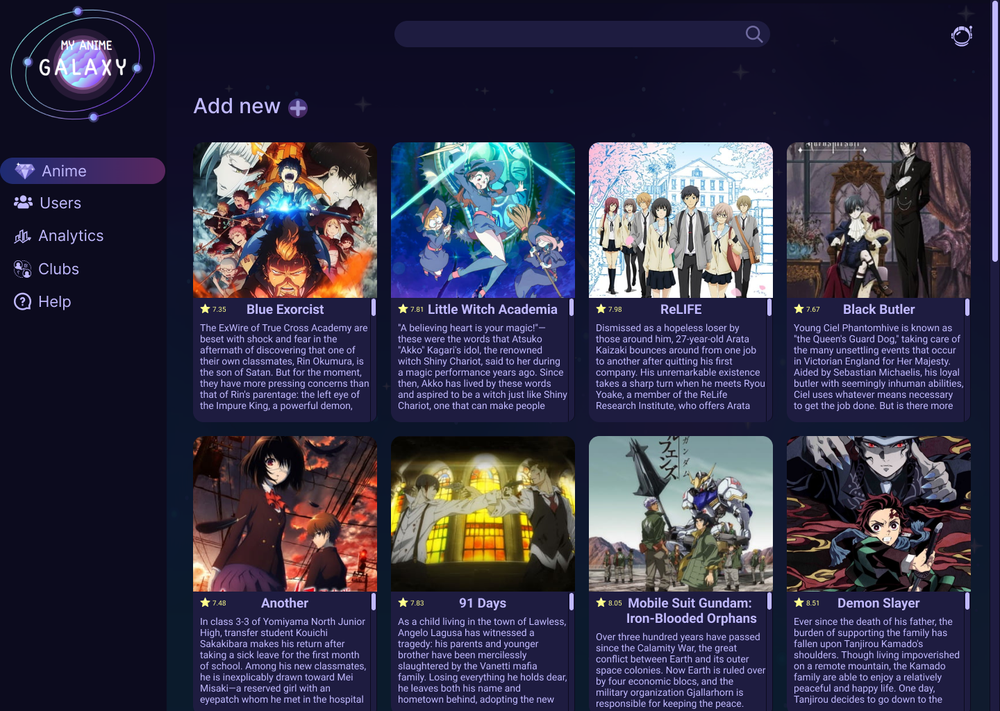 MY ANIME
GALAXY
Add new
Anime
Users
Analytics
Clubs
Help
7.35 Blue Exorcist
The ExWire of True Cross Academy are
beset with shock and fear in the
aftermath of discovering that one of
their own classmates, Rin Okumura, is
the son of Satan. But for the moment,
they have more pressing concerns than
that of Rin's parentage: the left eye of
the Impure King, a powerful demon,
7.81 Little Witch Academia
"A believing heart is your magic!"—
these were the words that Atsuko
"Akko" Kagari's idol, the renowned
witch Shiny Chariot, said to her during
a magic performance years ago. Since
then, Akko has lived by these words
and aspired to be a witch just like Shiny
Chariot, one that can make people
7.98 ReLIFE
Dismissed as a hopeless loser by
those around him, 27-year-old Arata
Kaizaki bounces around from one job
to another after quitting his first
company. His unremarkable existence
takes a sharp turn when he meets Ryou
Yoake, a member of the ReLife
Research Institute, who offers Arata
7.67 Black Butler
Young Ciel Phantomhive is known as
"the Queen's Guard Dog," taking care of
the many unsettling events that occur
in Victorian England for Her Majesty.
Aided by Sebastian Michaelis, his loyal
butler with seemingly inhuman abilities,
Ciel uses whatever means necessary
to get the job done. But is there more
7.48 Another
In class 3-3 of Yomiyama North Junior
High, transfer student Kouichi
Sakakibara makes his return after
taking a sick leave for the first month
of school. Among his new classmates,
he is inexplicably drawn toward Mei
Misaki—a reserved girl with an
eyepatch whom he met in the hospital
7.83 91 Days
As a child living in the town of Lawless,
Angelo Lagusa has witnessed a
tragedy: his parents and younger
brother have been mercilessly
slaughtered by the Vanetti mafia
family. Losing everything he holds dear,
he leaves both his name and
hometown behind, adopting the new
ガンダム
フェンズ
8.05 Mobile Suit Gundam:
Iron-Blooded Orphans
Over three hundred years have passed
since the Calamity War, the great
conflict between Earth and its outer
space colonies. Now Earth is ruled over
by four economic blocs, and the
military organization Gjallarhorn is
responsible for keeping the peace.
8.51 Demon Slayer
Ever since the death of his father, the
burden of supporting the family has
fallen upon Tanjirou Kamado's
shoulders. Though living impoverished
on a remote mountain, the Kamado
family are able to enjoy a relatively
peaceful and happy life. One day,
Tanjirou decides to go down to the